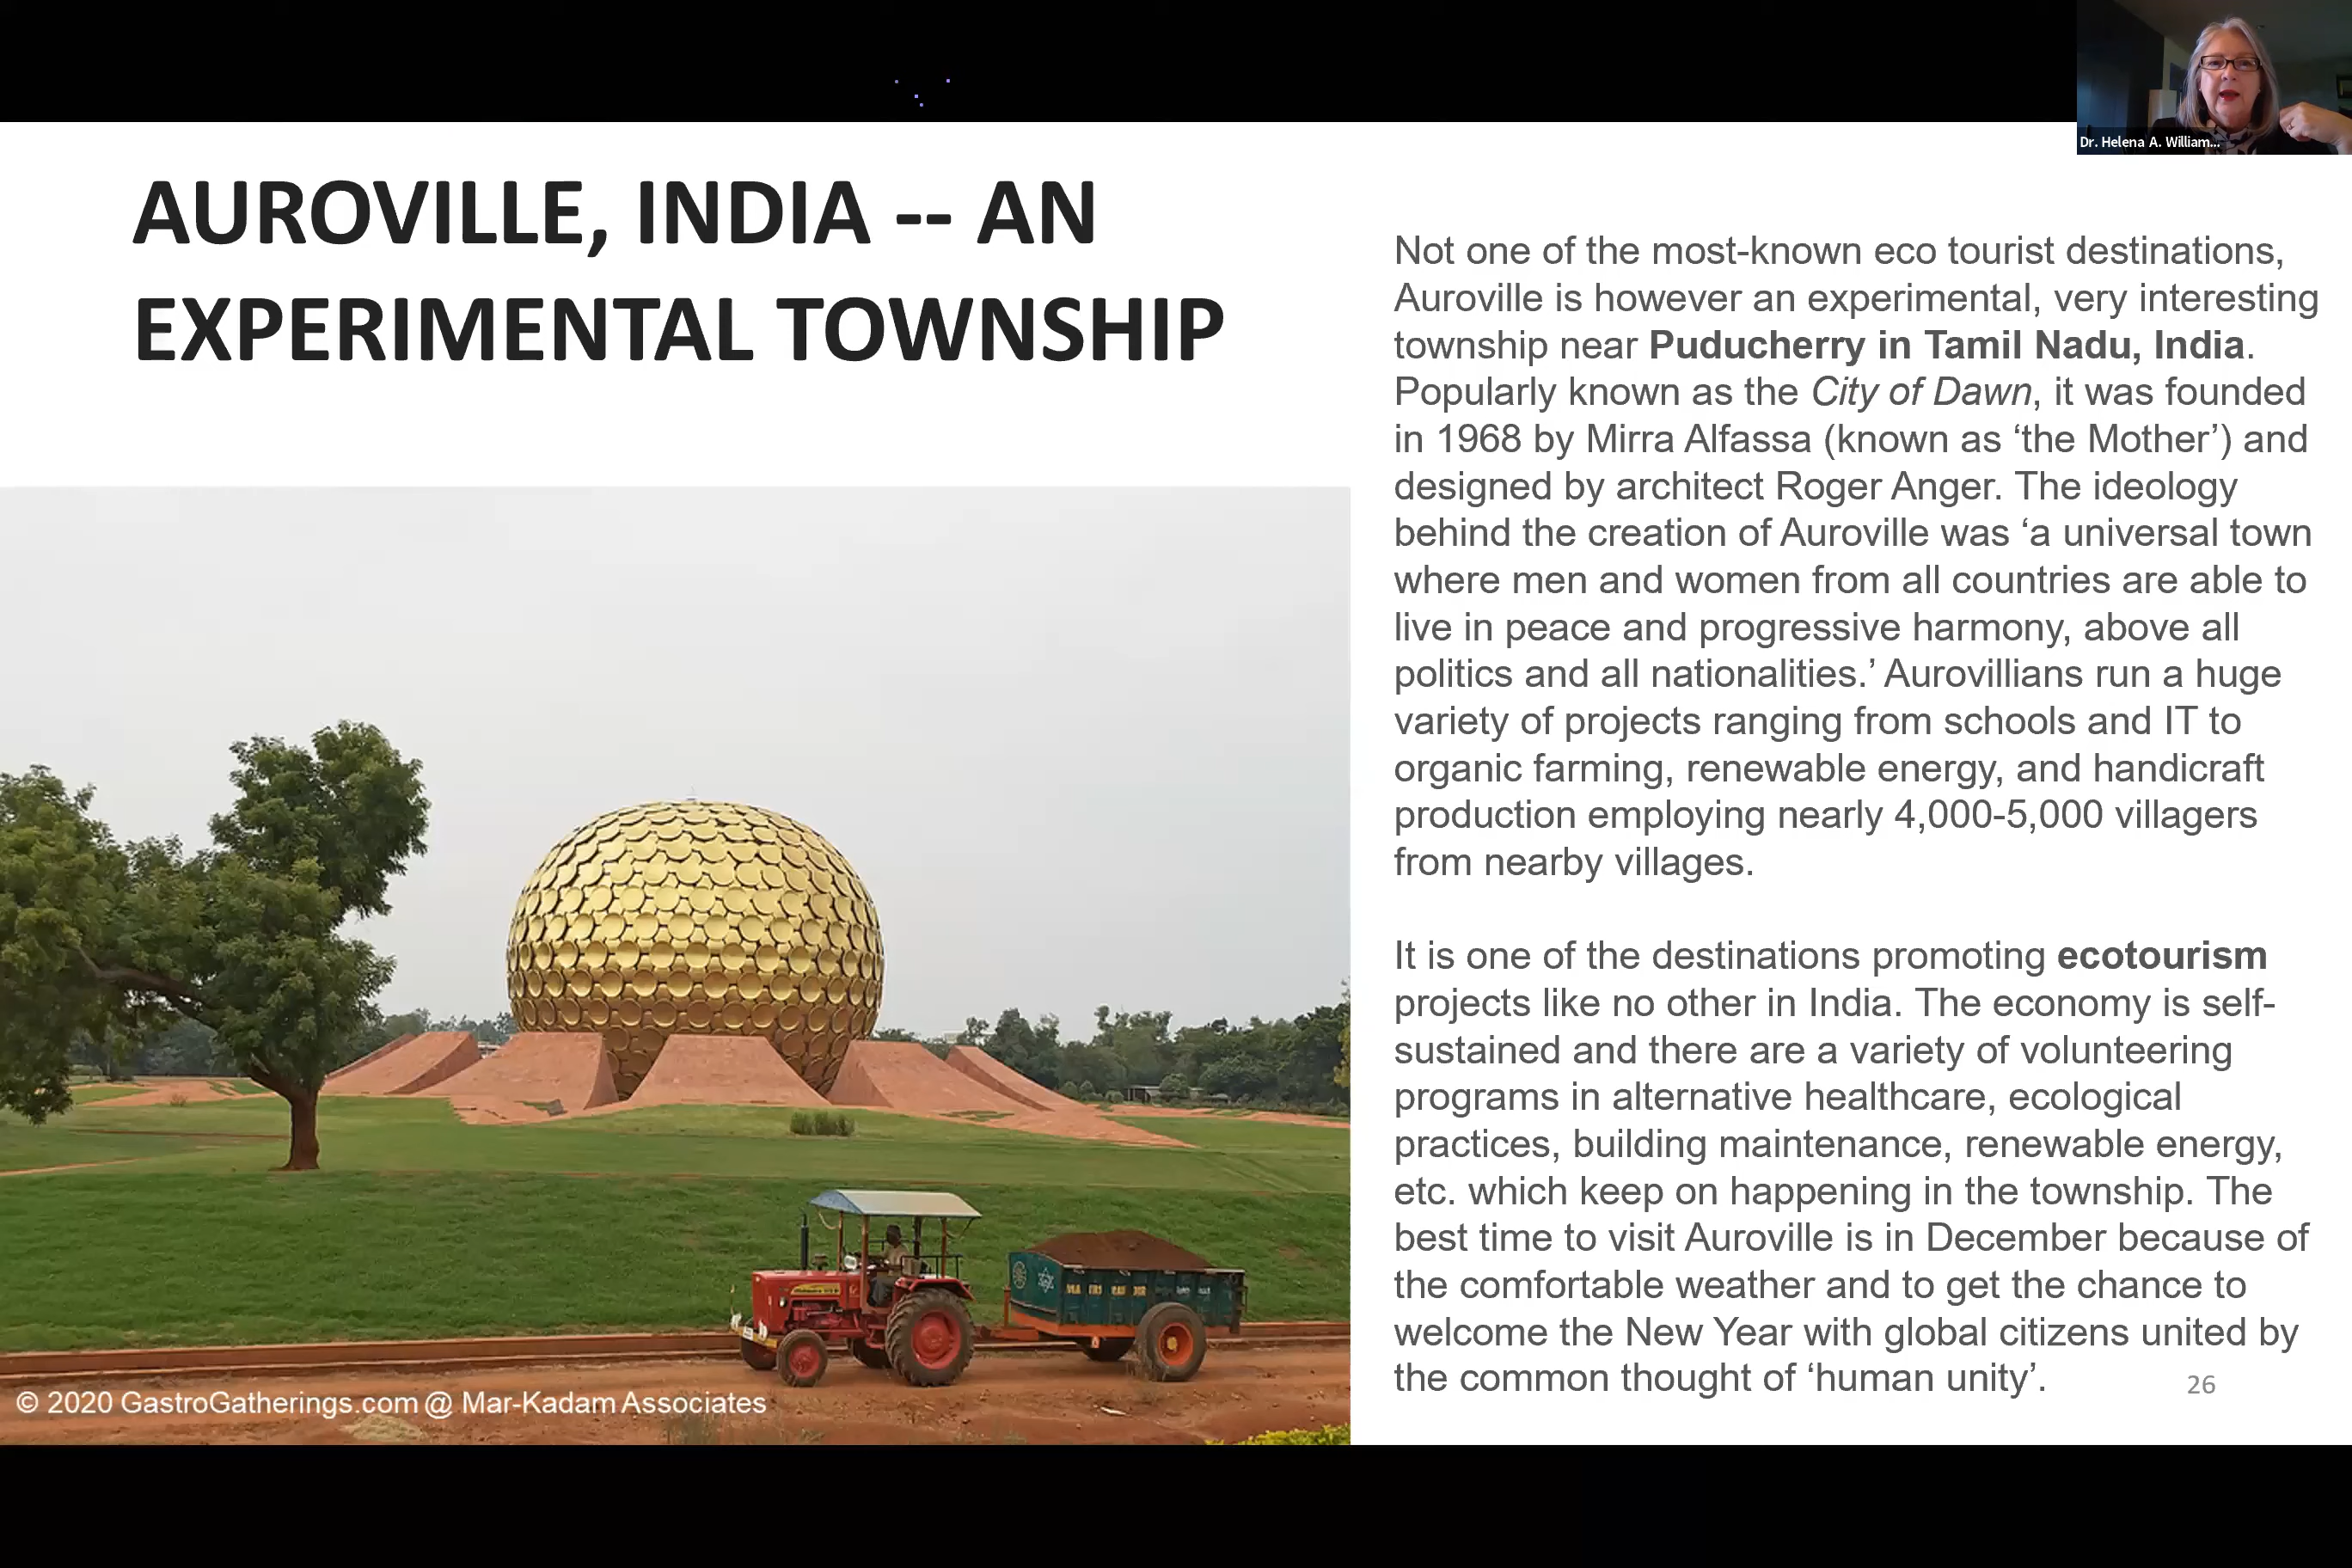 Dr. Helena A. William...
AUROVILLE, INDIA -- AN
EXPERIMENTAL TOWNSHIP
Not one of the most-known eco tourist destinations,
Auroville is however an experimental, very interesting
township near Puducherry in Tamil Nadu, India.
Popularly known as the City of Dawn, it was founded
in 1968 by Mirra Alfassa (known as ‘the Mother’) and
designed by architect Roger Anger. The ideology
behind the creation of Auroville was ‘a universal town
where men and women from all countries are able to
live in peace and progressive harmony, above all
politics and all nationalities.’ Aurovillians run a huge
variety of projects ranging from schools and IT to
organic farming, renewable energy, and handicraft
production employing nearly 4,000-5,000 villagers
from nearby villages.
It is one of the destinations promoting ecotourism
projects like no other in India. The economy is self-
sustained and there are a variety of volunteering
programs in alternative healthcare, ecological
practices, building maintenance, renewable energy,
etc. which keep on happening in the township. The
best time to visit Auroville is in December because of
the comfortable weather and to get the chance to
welcome the New Year with global citizens united by
the common thought of ‘human unity’.
26
© 2020 GastroGatherings.com @ Mar-Kadam Associates